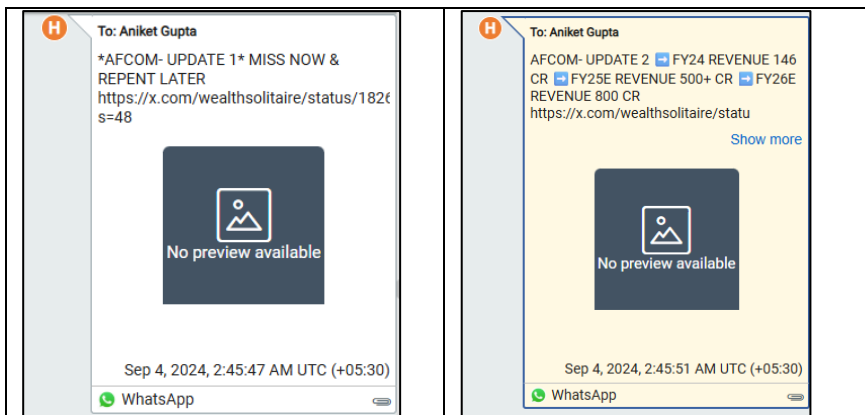 H
To: Aniket Gupta
*AFCOM- UPDATE 1* MISS NOW &
REPENT LATER
https://x.com/wealthsolitaire/status/1826
s=48
No preview available
Sep 4, 2024, 2:45:47 AM UTC (+05:30)
WhatsApp
H
To: Aniket Gupta
AFCOM- UPDATE 2 ➡️ FY24 REVENUE 146
CR ➡️ FY25E REVENUE 500+ CR ➡️ FY26E
REVENUE 800 CR
https://x.com/wealthsolitaire/statu
Show more
No preview available
Sep 4, 2024, 2:45:51 AM UTC (+05:30)
WhatsApp